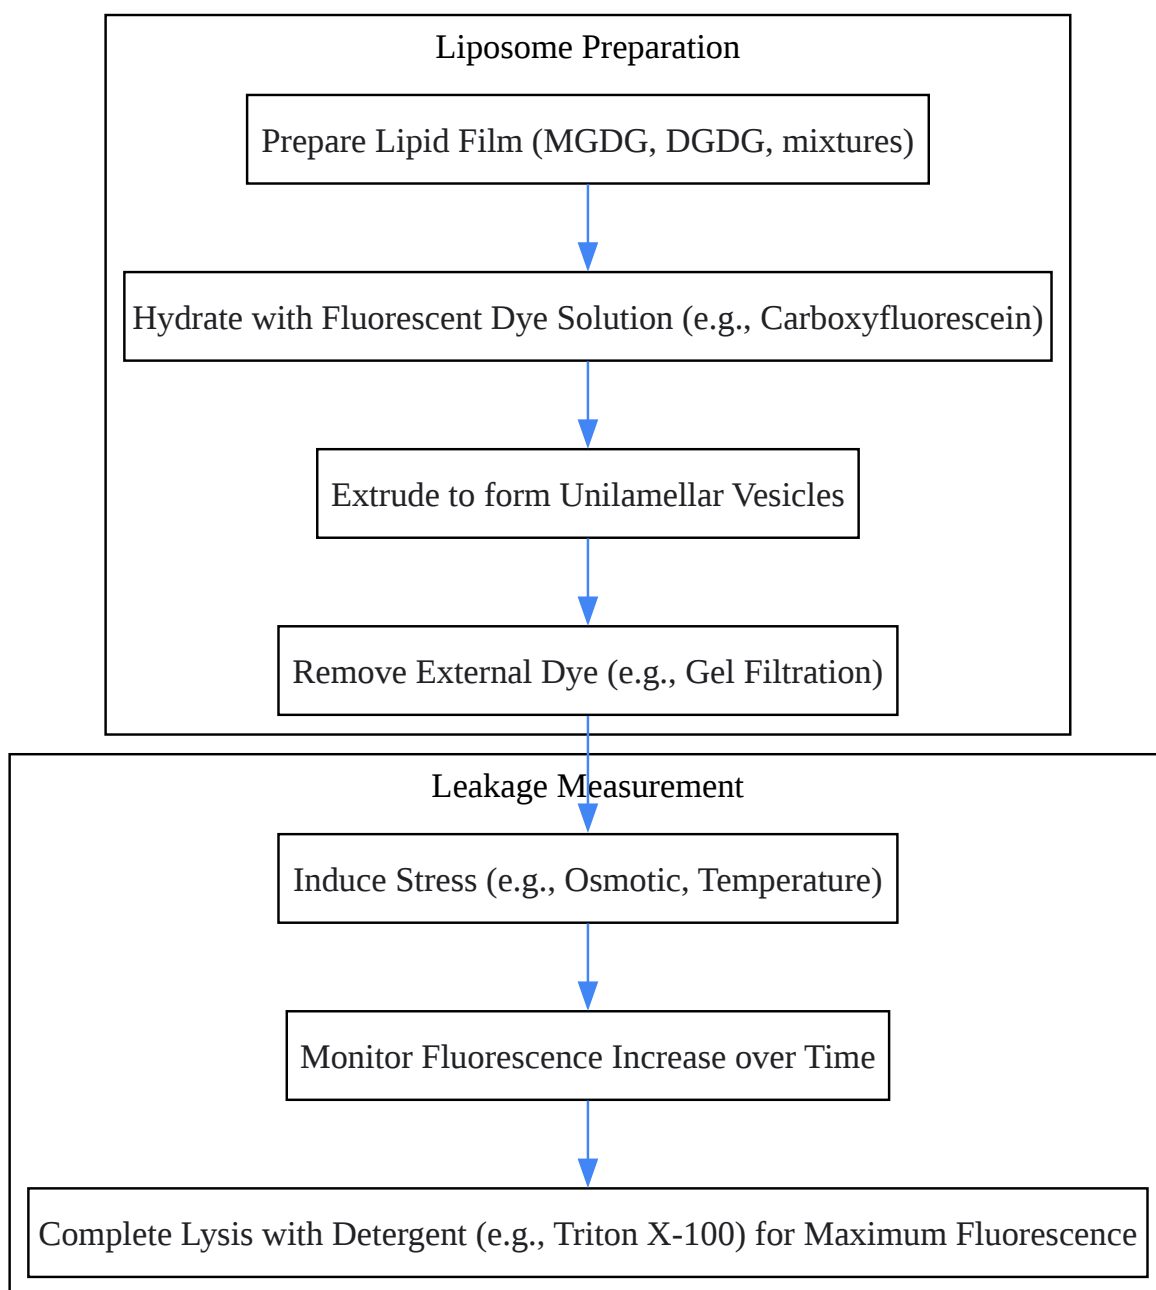 Liposome Preparation
Prepare Lipid Film (MGDG, DGDG, mixtures)
Hydrate with Fluorescent Dye Solution (e.g., Carboxyfluorescein)
Extrude to form Unilamellar Vesicles
Remove External Dye (e.g., Gel Filtration)
Leakage Measurement
Induce Stress (e.g., Osmotic, Temperature)
Monitor Fluorescence Increase over Time
Complete Lysis with Detergent (e.g., Triton X-100) for Maximum Fluorescence